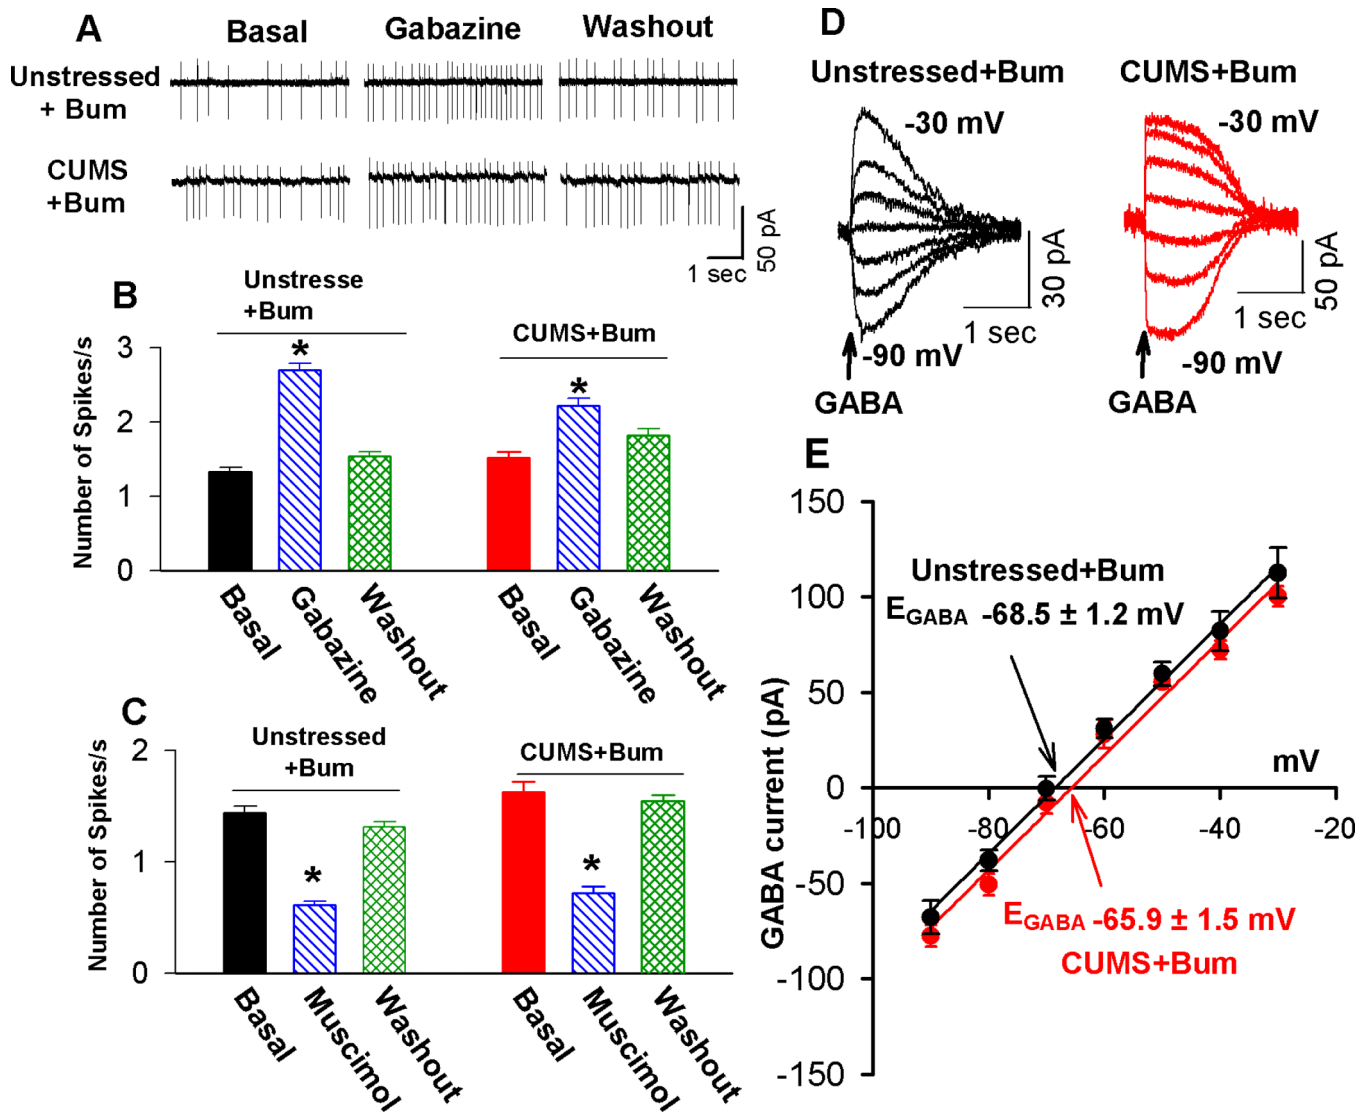 A
Basal
Gabazine
Washout
Unstressed
+ Bum
CUMS
+Bum
50 pA
1 sec
B
Unstresse
+Bum
CUMS+Bum
*
*
Number of Spikes/s
3
2
1
0
Basal
Gabazine
Washout
Basal
Gabazine
Washout
C
Unstressed
+Bum
CUMS+Bum
*
*
Number of Spikes/s
2
1
0
Basal
Muscimol
Washout
Basal
Muscimol
Washout
D
Unstressed+Bum
CUMS+Bum
-30 mV
-30 mV
30 pA
1 sec
50 pA
1 sec
-90 mV
-90 mV
GABA
GABA
E
150
100
50
0
-50
-100
-150
GABA current (pA)
Unstressed+Bum
EGABA -68.5 ± 1.2 mV
mV
-100
-80
-60
-40
-20
EGABA -65.9 ± 1.5 mV
CUMS+Bum